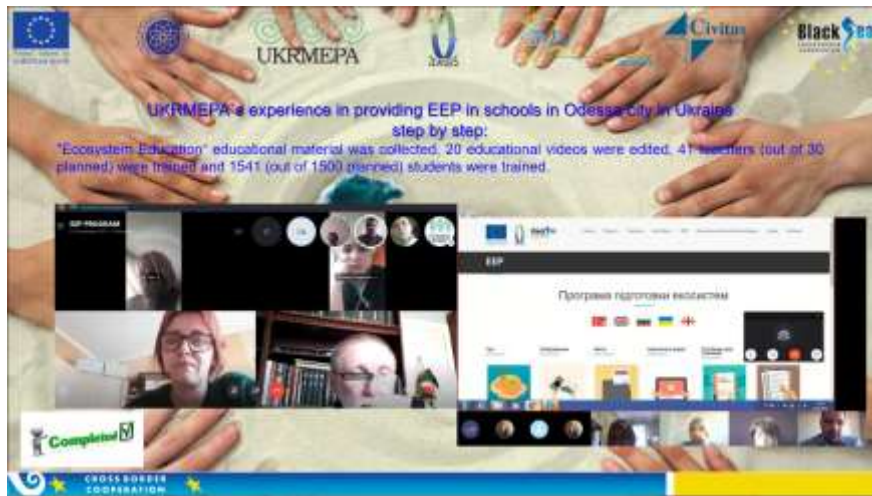 UKRMEPA
Civitas
Black Sea
UKRMEPA's experience in providing EEP in schools in Odessa city in Ukraine
step by step:
"Ecosystem Education" educational material was collected, 20 educational videos were edited, 41 teachers (out of 30
planned) were trained and 1541 (out of 1500 planned) students were trained.
EEP PROGRAM
EEP
Програма підготовки екосистем
Completed
CROSS BORDER
COOPERATION